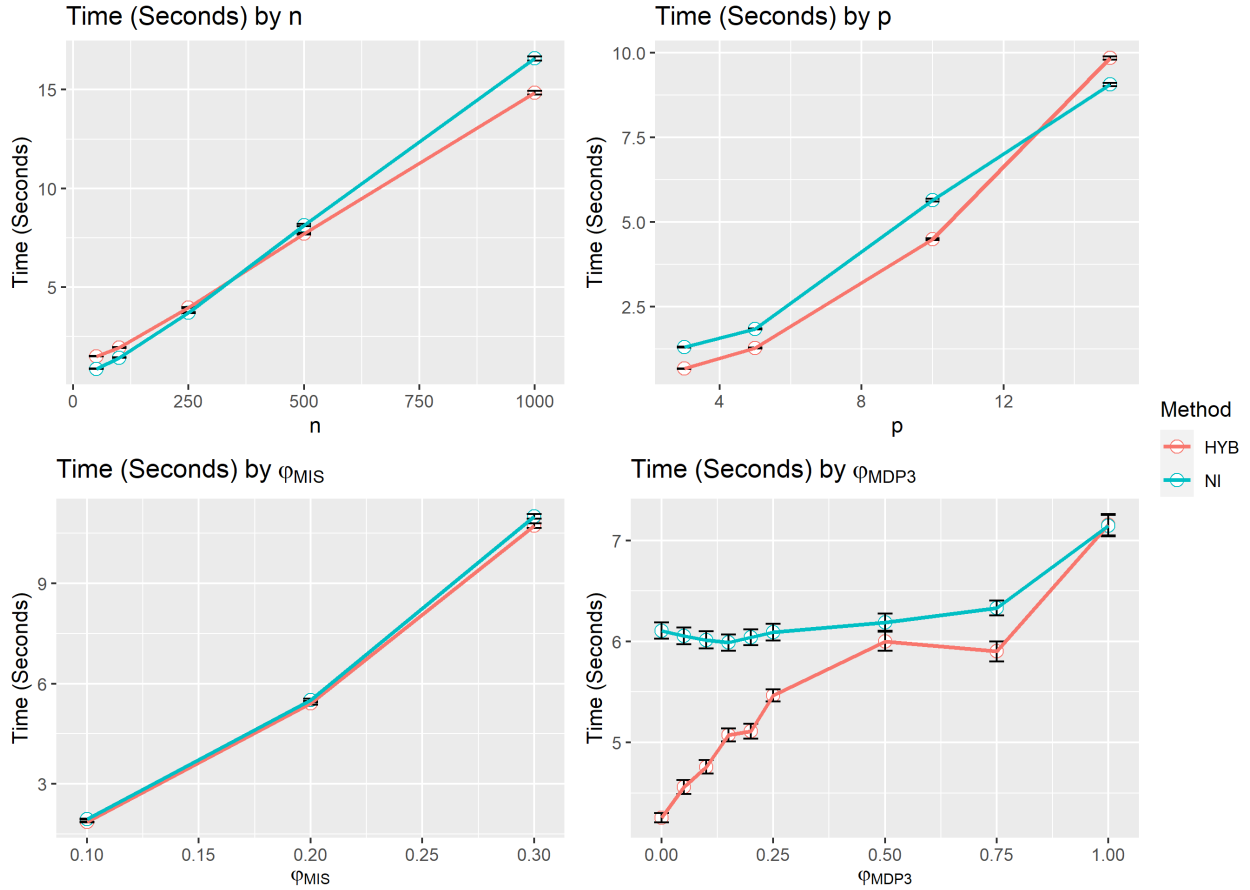 Time (Seconds) by n
Time (Seconds)
15
10
5
0
250
500
750
1000
n
Time (Seconds) by p
Time (Seconds)
10.0
7.5
5.0
2.5
4
8
12
p
Time (Seconds) by φMIS
Time (Seconds)
9
6
3
0.10
0.15
0.20
0.25
0.30
φMIS
Time (Seconds) by φMDP3
Time (Seconds)
7
6
5
0.00
0.25
0.50
0.75
1.00
φMDP3
Method
HYB
NI